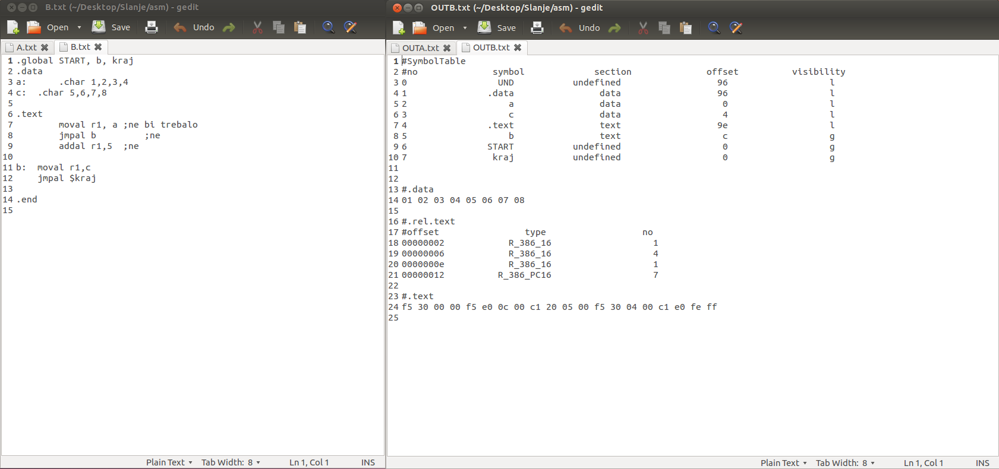 B.txt (~/Desktop/Slanje/asm) - gedit
Open Save Undo
A.txt B.txt
1 .global START, b, kraj
2 .data
3 a: .char 1,2,3,4
4 c: .char 5,6,7,8
5
6 .text
7 moval r1, a ;ne bi trebalo
8 jmpal b ;ne
9 addal r1,5 ;ne
10
11 b: moval r1,c
12 jmpal $kraj
13
14 .end
15
Plain Text Tab Width: 8 Ln 1, Col 1 INS
OUTB.txt (~/Desktop/Slanje/asm) - gedit
Open Save Undo
OUTA.txt OUTB.txt
1 #SymbolTable
2 #no symbol section offset visibility
3 0 UND undefined 96 l
4 1 .data data 96 l
5 2 a data 0 l
6 3 c data 4 l
7 4 .text text 9e l
8 5 b text c g
9 6 START undefined 0 g
10 7 kraj undefined 0 g
11
12
13 #.data
14 01 02 03 04 05 06 07 08
15
16 #.rel.text
17 #offset type no
18 00000002 R_386_16 1
19 00000006 R_386_16 4
20 0000000e R_386_16 1
21 00000012 R_386_PC16 7
22
23 #.text
24 f5 30 00 00 f5 e0 0c 00 c1 20 05 00 f5 30 04 00 c1 e0 fe ff
25
Plain Text Tab Width: 8 Ln 1, Col 1 INS